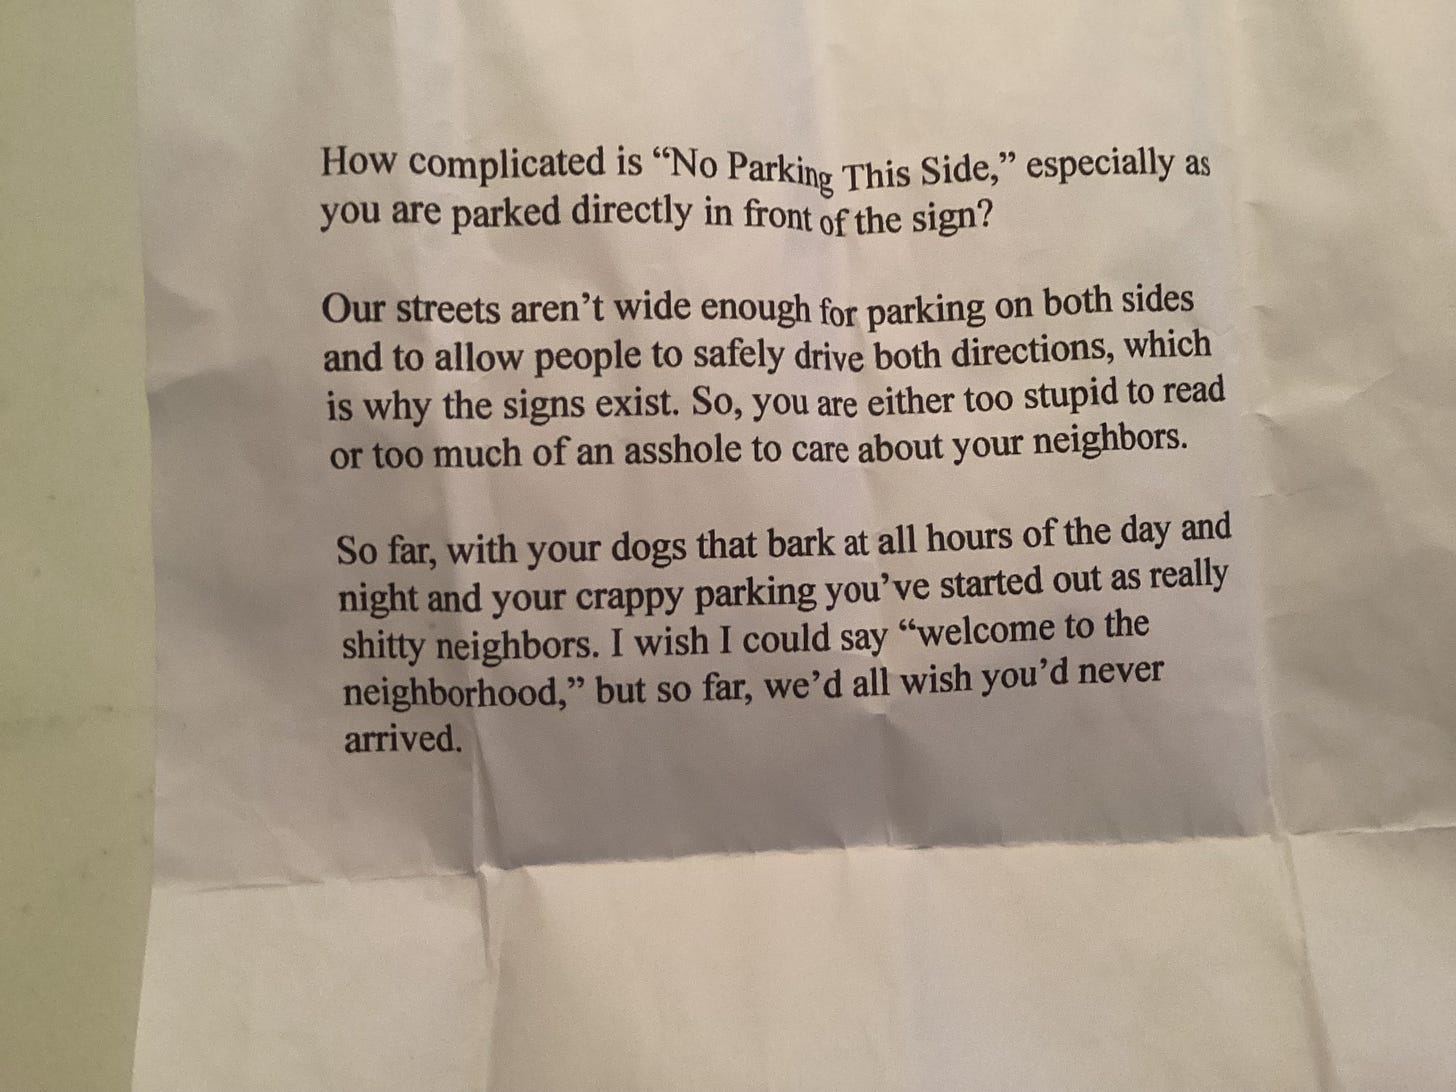 How complicated is “No Parking This Side,” especially as
you are parked directly in front of the sign?
Our streets aren’t wide enough for parking on both sides
and to allow people to safely drive both directions, which
is why the signs exist. So, you are either too stupid to read
or too much of an asshole to care about your neighbors.
So far, with your dogs that bark at all hours of the day and
night and your crappy parking you’ve started out as really
shitty neighbors. I wish I could say “welcome to the
neighborhood,” but so far, we’d all wish you’d never
arrived.